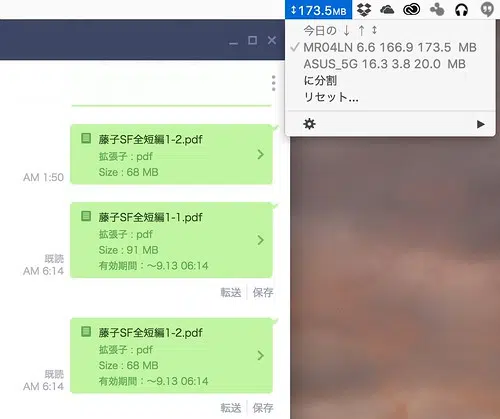 ↕173.5MB
今日の ↓ ↑ ↕
✓MR04LN 6.6 166.9 173.5 MB
ASUS_5G 16.3 3.8 20.0 MB
に分割
リセット...
藤子SF全短編1-2.pdf
拡張子 : pdf
Size : 68 MB
AM 1:50
藤子SF全短編1-1.pdf
拡張子 : pdf
Size : 91 MB
有効期間：〜9.13 06:14
既読
AM 6:14
転送 保存
藤子SF全短編1-2.pdf
拡張子 : pdf
Size : 68 MB
有効期間：〜9.13 06:14
既読
AM 6:14
転送 保存